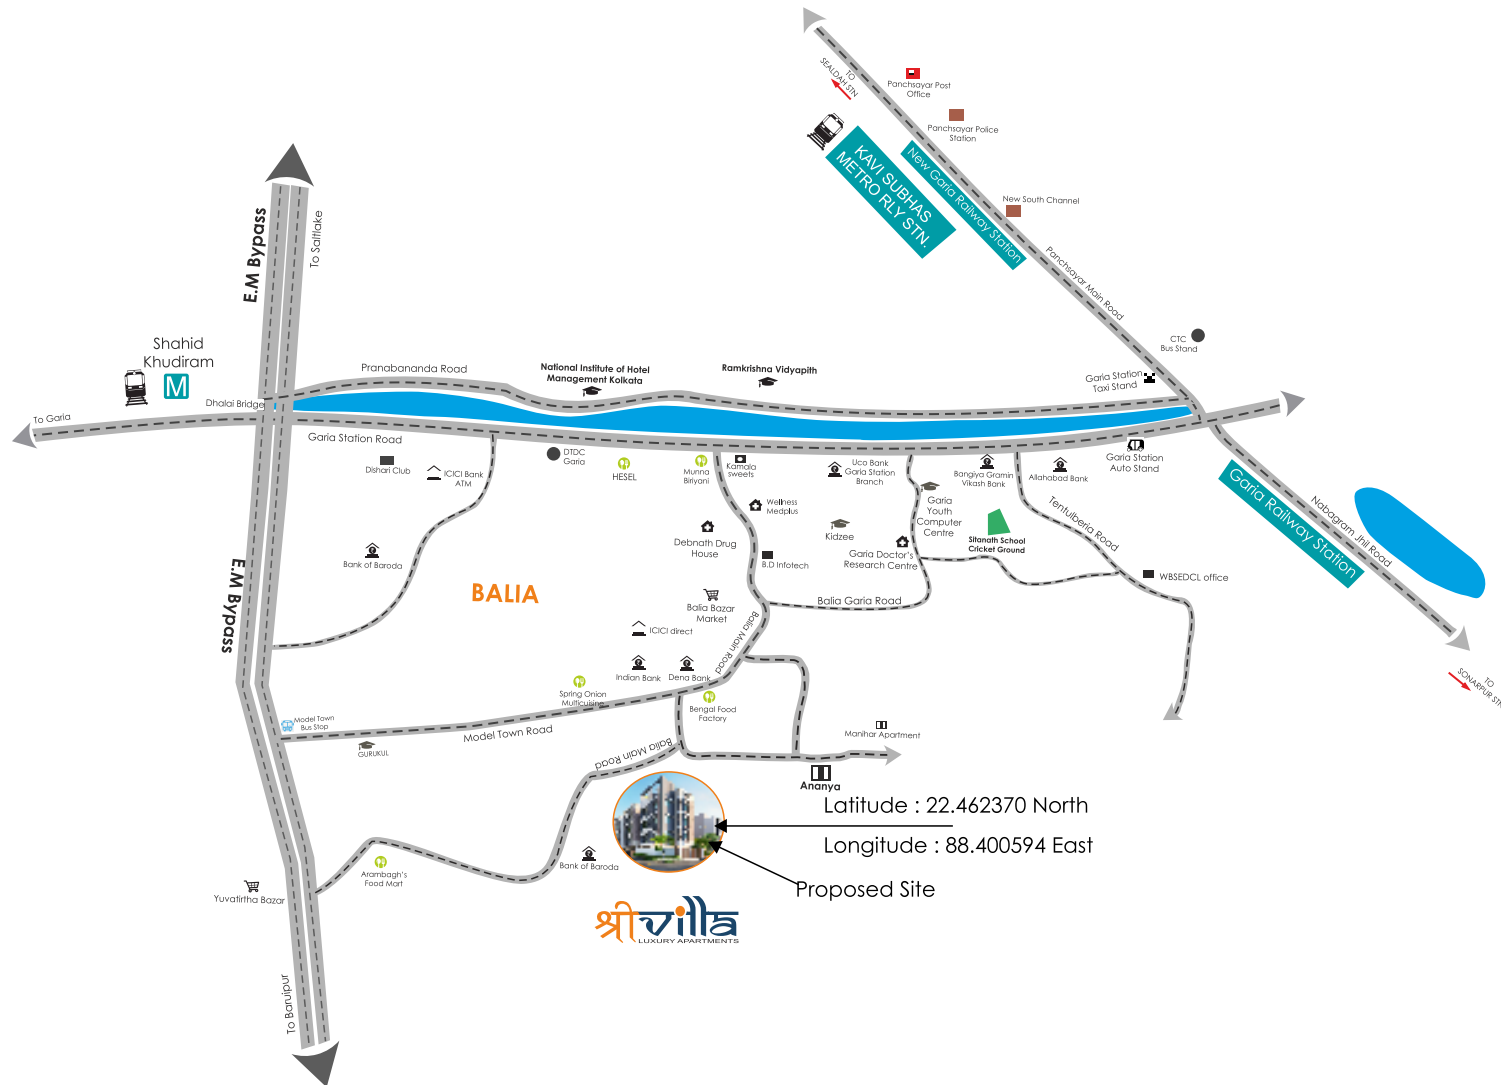 TO
SEALDAH STN
Panchsayar Post
Office
Panchsayar Police
Station
KAVI SUBHAS
METRO RLY STN.
New Garia Railway Station
New South Channel
Panchsayar Main Road
E.M Bypass
To Saltlake
Shahid
Khudiram
M
CTC
Bus Stand
Pranabananda Road
National Institute of Hotel
Management Kolkata
Ramkrishna Vidyapith
Garia Station
Taxi Stand
Dhalai Bridge
To Garia
Garia Station Road
Dishari Club
ICICI Bank
ATM
DTDC
Garia
HESEL
Munna
Biriyani
Kamala
sweets
Uco Bank
Garia Station
Branch
Bangiya Gramin
Vikash Bank
Allahabad Bank
Garia Station
Auto Stand
Garia Railway Station
Nabagram Jhil Road
Wellness
Medplus
Kidzee
Garia
Youth
Computer
Centre
Sitanath School
Cricket Ground
Tentulberia Road
Debnath Drug
House
B.D Infotech
Garia Doctor's
Research Centre
WBSEDCL office
Bank of Baroda
E.M Bypass
BALIA
Balia Bazar
Market
Balia Garia Road
Balia Main Road
ICICI direct
Indian Bank
Dena Bank
TO
SONARPUR STN
Spring Onion
Multicuisine
Bengal Food
Factory
Model Town
Bus Stop
Model Town Road
GURUKUL
Balia Main Road
Manihar Apartment
Ananya
Latitude : 22.462370 North
Longitude : 88.400594 East
Proposed Site
Bank of Baroda
Arambagh's
Food Mart
Yuvatirtha Bazar
श्री villa
LUXURY APARTMENTS
To Baruipur